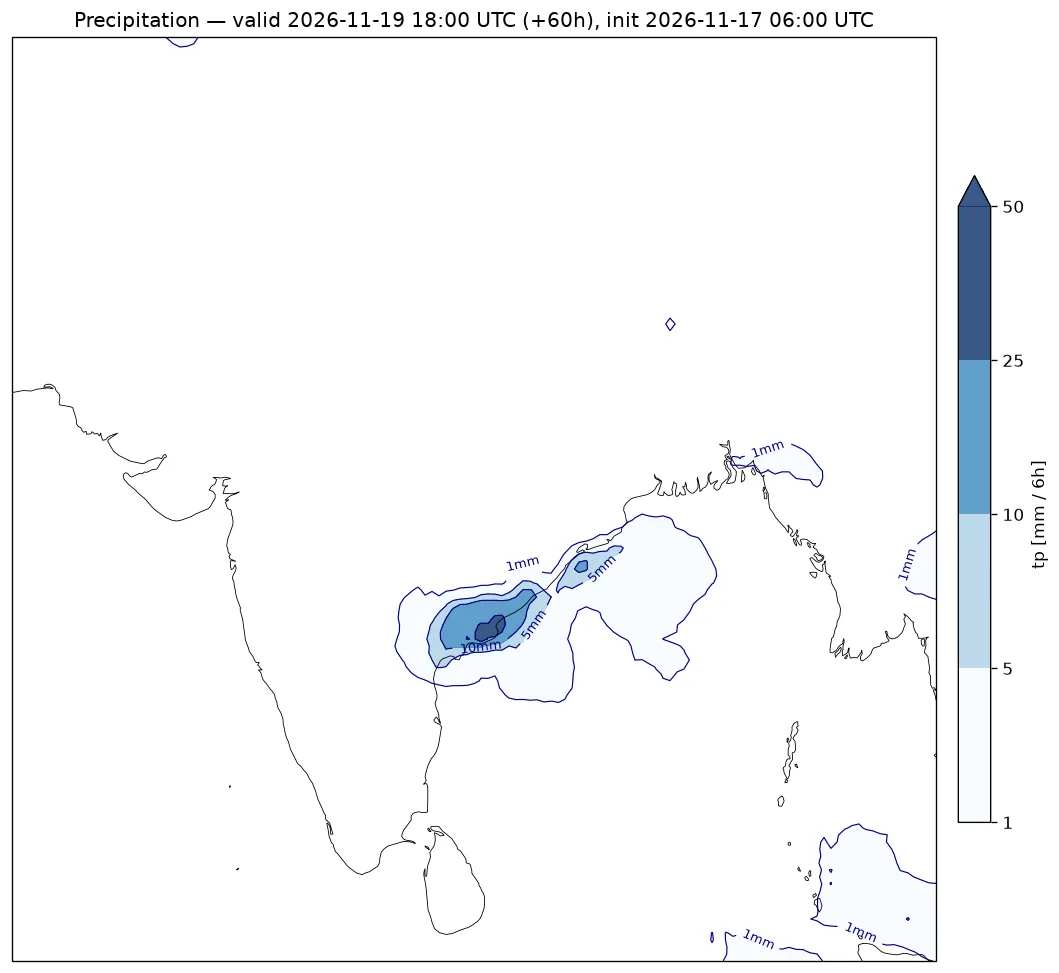 Precipitation — valid 2026-11-19 18:00 UTC (+60h), init 2026-11-17 06:00 UTC
50
25
10
5
1
tp [mm / 6h]
1mm
1mm
1mm
5mm
5mm
10mm
1mm
1mm